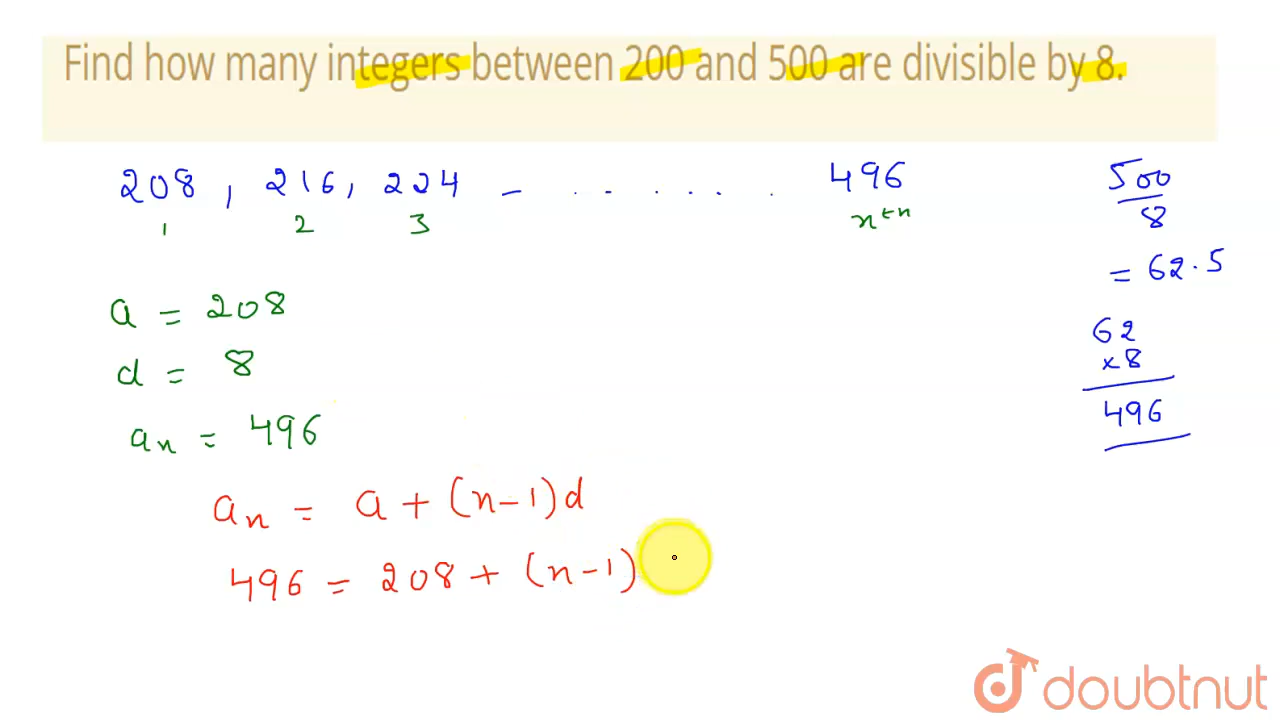 Find how many integers between 200 and 500 are divisible by 8.
208 , 216, 224 - . . . . . . . 496
1 2 3 nth
500
8
= 62.5
62
×8
496
a = 208
d = 8
an = 496
an = a + (n-1)d
496 = 208 + (n-1)
doubtnut